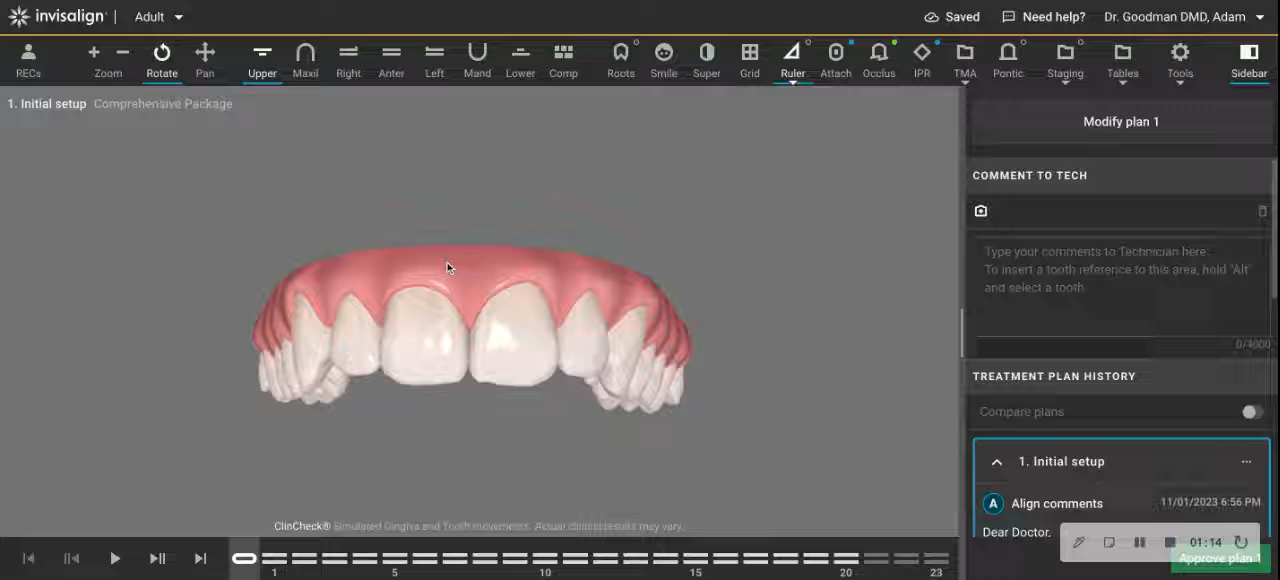 invisalign | Adult
Saved Need help? Dr. Goodman DMD, Adam
RECs Zoom Rotate Pan Upper Maxil Right Anter Left Mand Lower Comp Roots Smile Super Grid Ruler Attach Occlus IPR TMA Pontic Staging Tables Tools Sidebar
1. Initial setup Comprehensive Package
Modify plan 1
COMMENT TO TECH
Type your comments to Technician here.
To insert a tooth reference to this area, hold "Alt"
and select a tooth
0/4000
TREATMENT PLAN HISTORY
Compare plans
1. Initial setup
A Align comments 11/01/2023 6:56 PM
Dear Doctor.
01:14
Approve plan 1
ClinCheck® Simulated Gingiva and Tooth movements. Actual clinical results may vary.
1 5 10 15 20 23